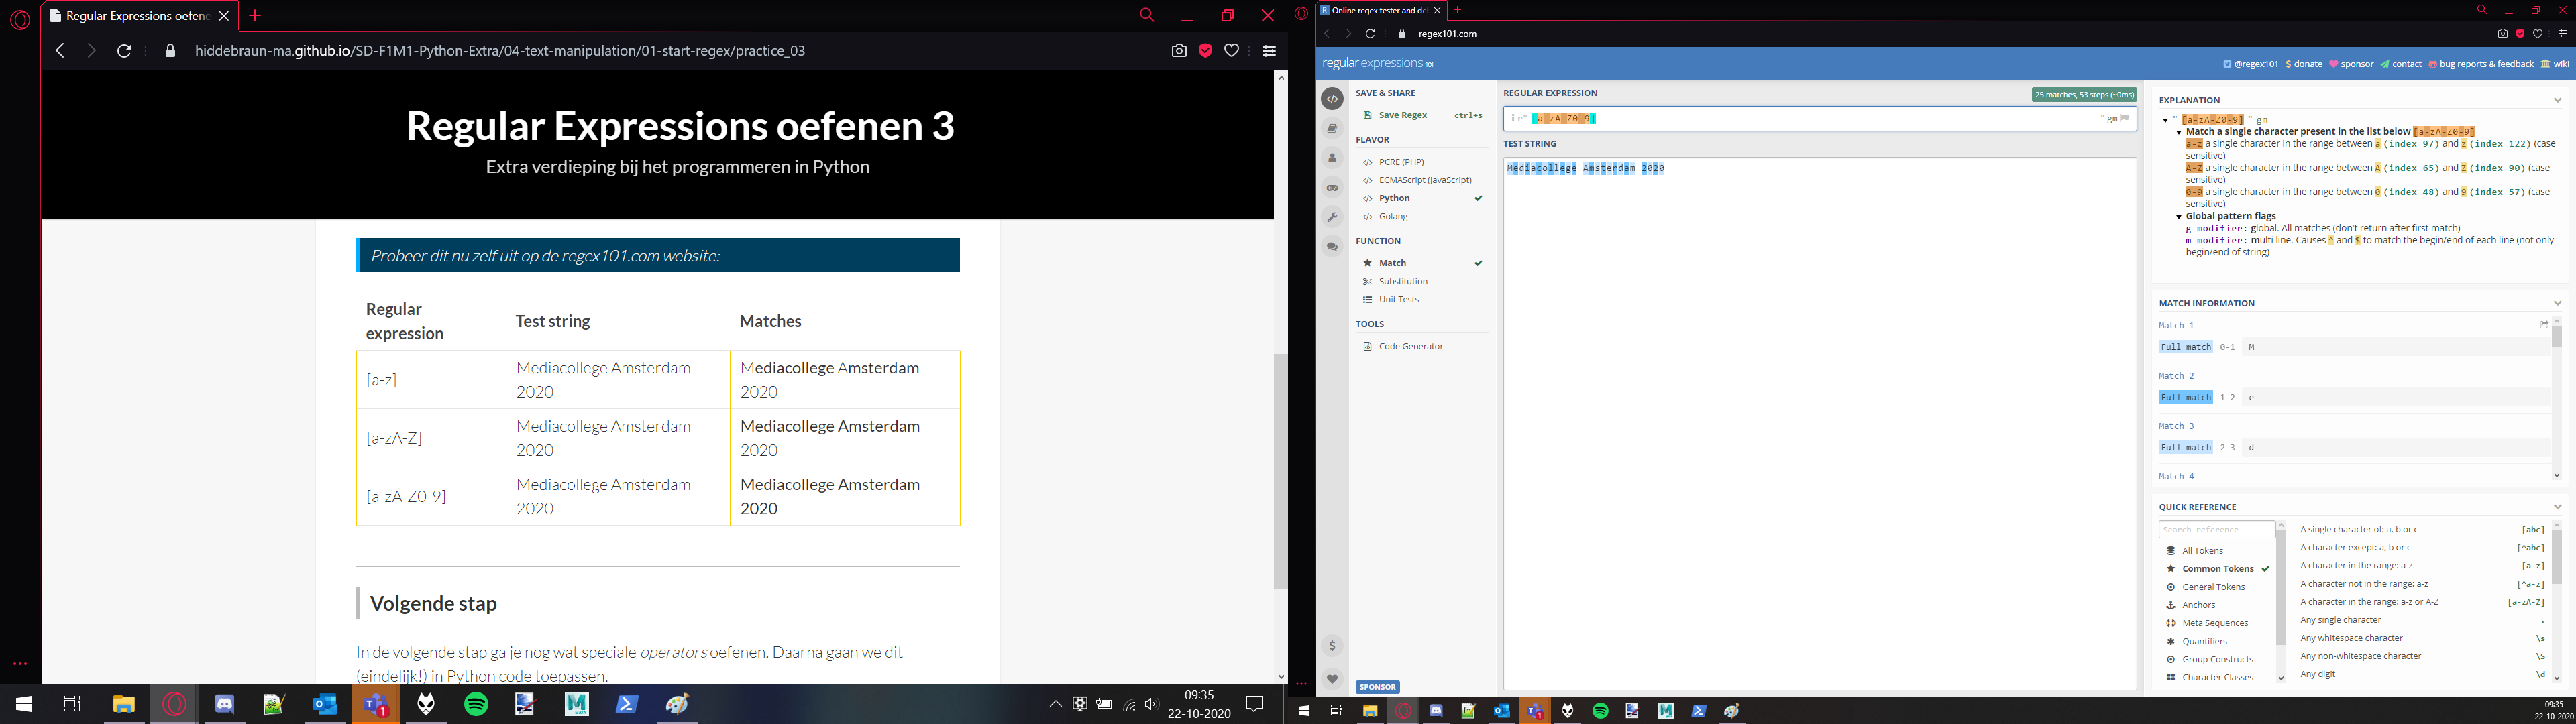 Regular Expressions oefene
hiddebraun-ma.github.io/SD-F1M1-Python-Extra/04-text-manipulation/01-start-regex/practice_03
Regular Expressions oefenen 3
Extra verdieping bij het programmeren in Python
Probeer dit nu zelf uit op de regex101.com website:
Regular
expression
Test string
Matches
[a-z]
Mediacollege Amsterdam
2020
Mediacollege Amsterdam
2020
[a-zA-Z]
Mediacollege Amsterdam
2020
Mediacollege Amsterdam
2020
[a-zA-Z0-9]
Mediacollege Amsterdam
2020
Mediacollege Amsterdam
2020
Volgende stap
In de volgende stap ga je nog wat speciale operators oefenen. Daarna gaan we dit
(eindelijk!) in Python code toepassen.
09:35
22-10-2020
Online regex tester and de
regex101.com
regular expressions 101
@regex101 $ donate sponsor contact bug reports & feedback wiki
SAVE & SHARE
Save Regex ctrl+s
FLAVOR
</> PCRE (PHP)
</> ECMAScript (JavaScript)
</> Python
</> Golang
FUNCTION
Match
Substitution
Unit Tests
TOOLS
Code Generator
SPONSOR
REGULAR EXPRESSION
25 matches, 53 steps (~0ms)
r" [a-zA-Z0-9] " gm
TEST STRING
Mediacollege Amsterdam 2020
EXPLANATION
" [a-zA-Z0-9] " gm
Match a single character present in the list below [a-zA-Z0-9]
a-z a single character in the range between a (index 97) and z (index 122) (case
sensitive)
A-Z a single character in the range between A (index 65) and Z (index 90) (case
sensitive)
0-9 a single character in the range between 0 (index 48) and 9 (index 57) (case
sensitive)
Global pattern flags
g modifier: global. All matches (don't return after first match)
m modifier: multi line. Causes ^ and $ to match the begin/end of each line (not only
begin/end of string)
MATCH INFORMATION
Match 1
Full match 0-1 M
Match 2
Full match 1-2 e
Match 3
Full match 2-3 d
Match 4
QUICK REFERENCE
Search reference
All Tokens
Common Tokens
General Tokens
Anchors
Meta Sequences
Quantifiers
Group Constructs
Character Classes
A single character of: a, b or c [abc]
A character except: a, b or c [^abc]
A character in the range: a-z [a-z]
A character not in the range: a-z [^a-z]
A character in the range: a-z or A-Z [a-zA-Z]
Any single character .
Any whitespace character \s
Any non-whitespace character \S
Any digit \d
09:35
22-10-2020